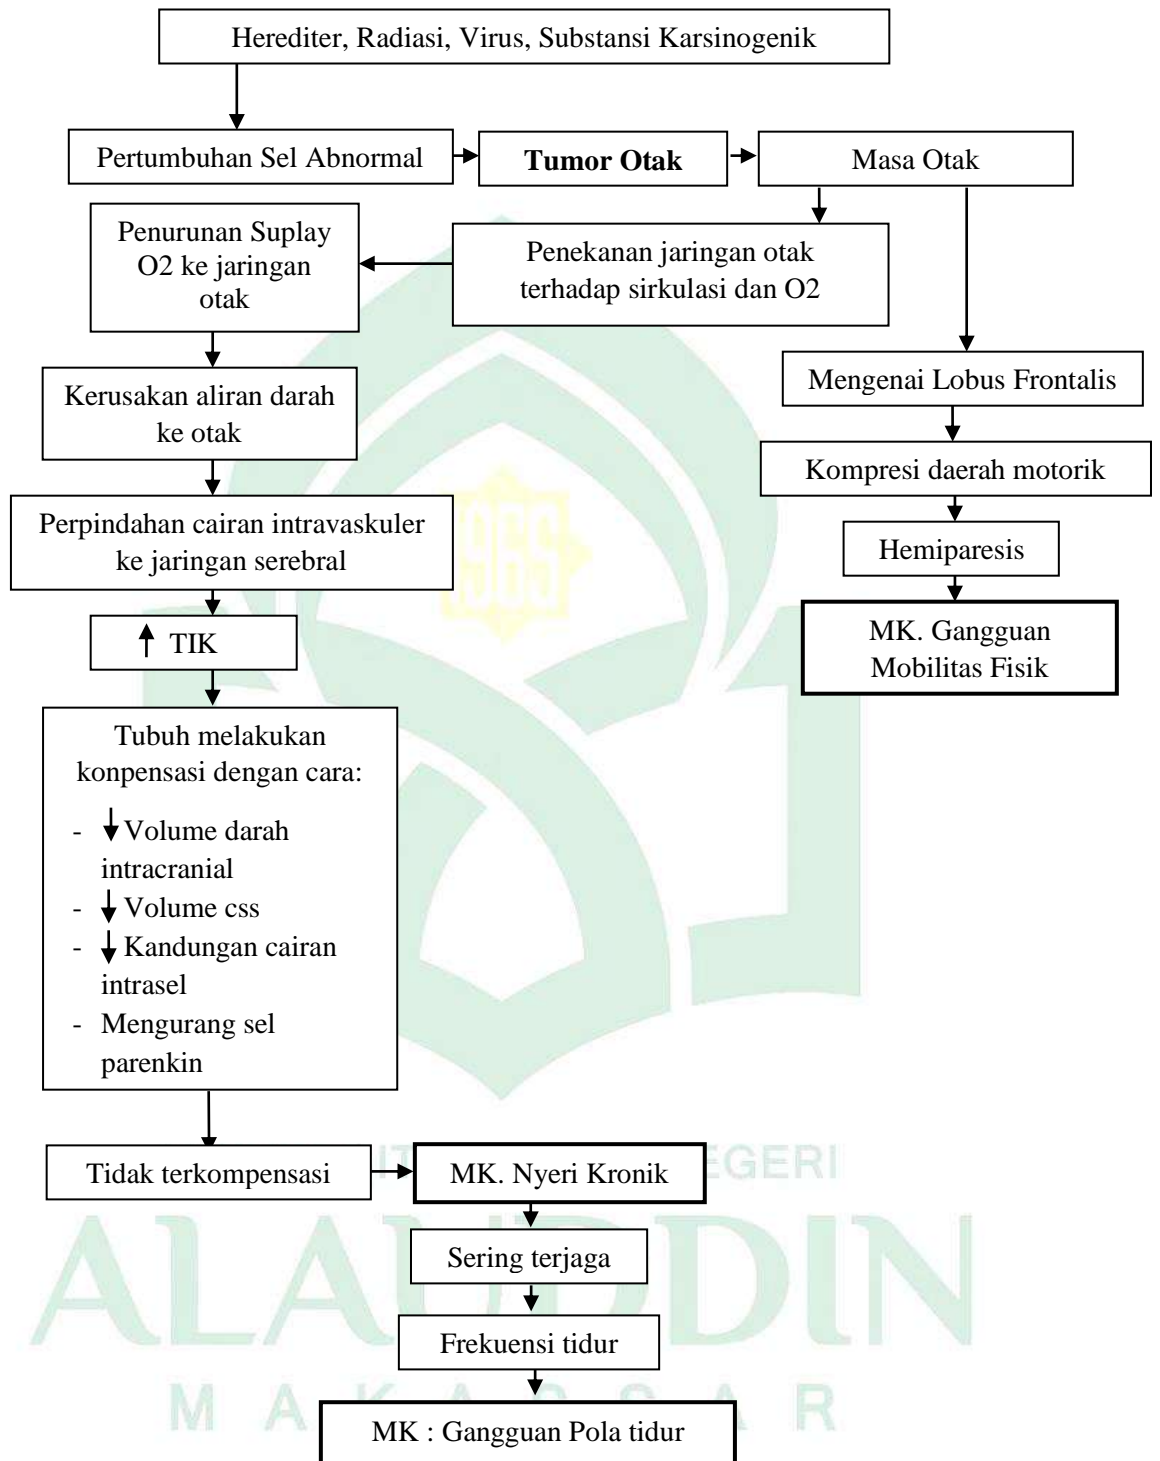 Herediter, Radiasi, Virus, Substansi Karsinogenik
Pertumbuhan Sel Abnormal
Tumor Otak
Masa Otak
Penurunan Suplay
O2 ke jaringan
otak
Penekanan jaringan otak
terhadap sirkulasi dan O2
Kerusakan aliran darah
ke otak
Mengenai Lobus Frontalis
Kompresi daerah motorik
Perpindahan cairan intravaskuler
ke jaringan serebral
Hemiparesis
↑ TIK
MK. Gangguan
Mobilitas Fisik
Tubuh melakukan
konpensasi dengan cara:
- ↓ Volume darah
intracranial
- ↓ Volume css
- ↓ Kandungan cairan
intrasel
- Mengurang sel
parenkin
Tidak terkompensasi
MK. Nyeri Kronik
Sering terjaga
Frekuensi tidur
MK : Gangguan Pola tidur
1965
EGERI
ALAUDDIN